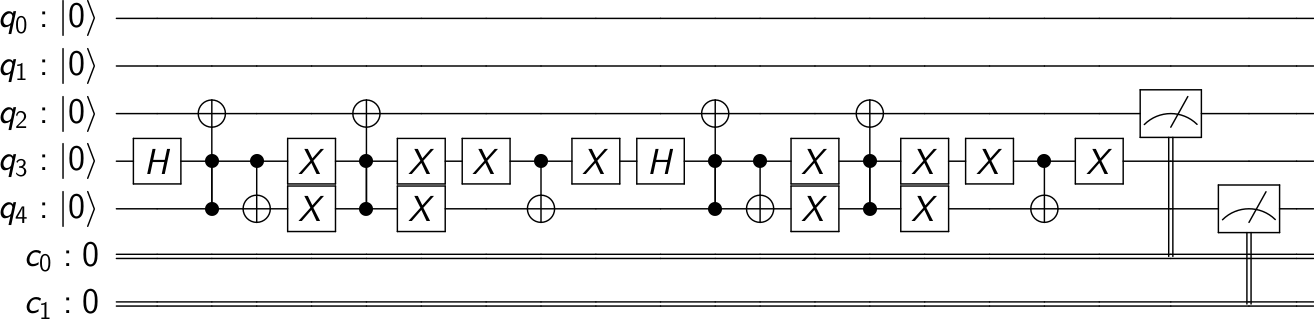 q0 : |0⟩
q1 : |0⟩
q2 : |0⟩
q3 : |0⟩ H X X X X H X X X X
q4 : |0⟩ X X X X
c0 : 0
c1 : 0